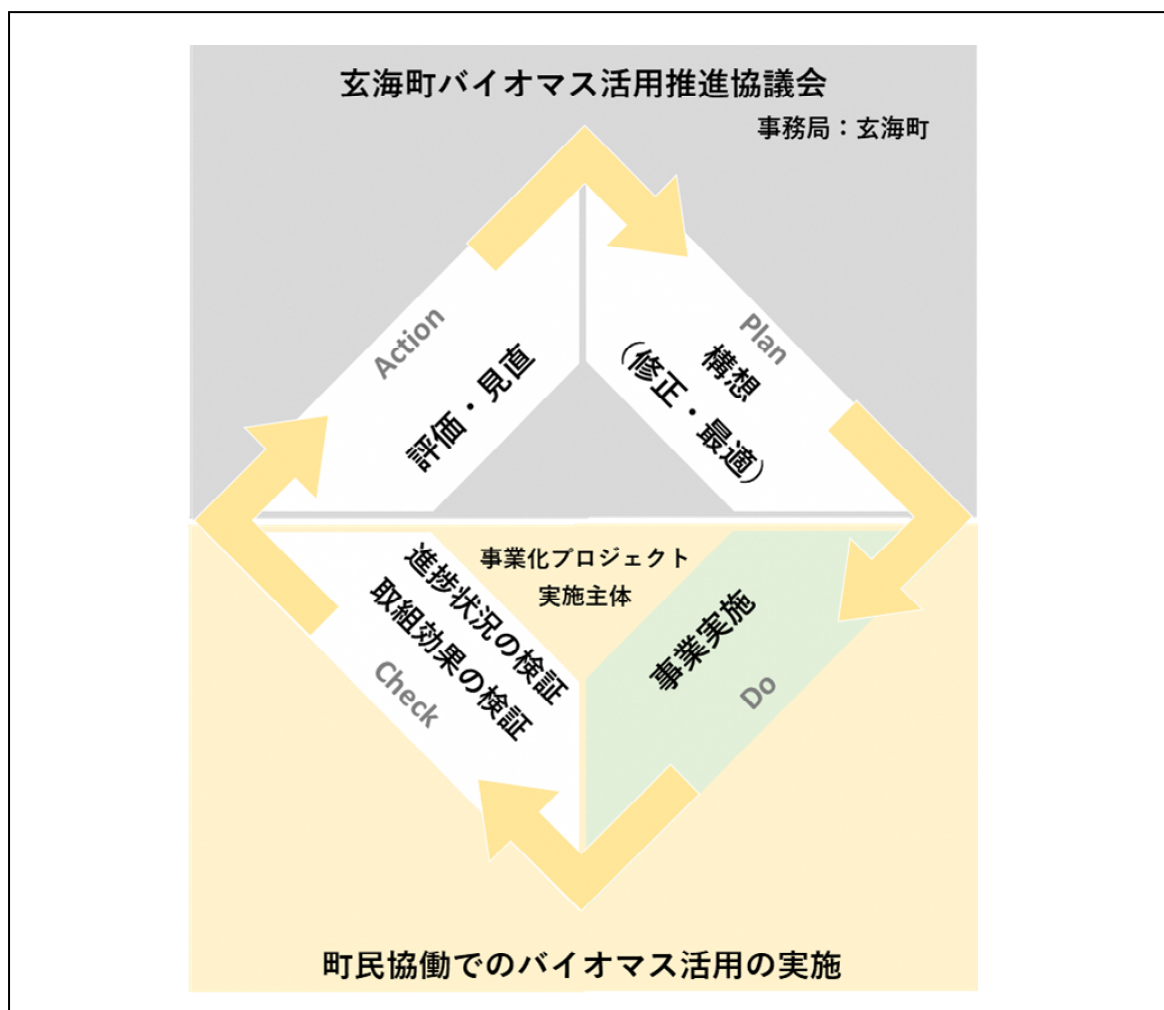 玄海町バイオマス活用推進協議会
事務局：玄海町
Action
評価・見直
Plan
構想
（修正・最適）
事業化プロジェクト
実施主体
進捗状況の検証
取組効果の検証
Check
事業実施
Do
町民協働でのバイオマス活用の実施